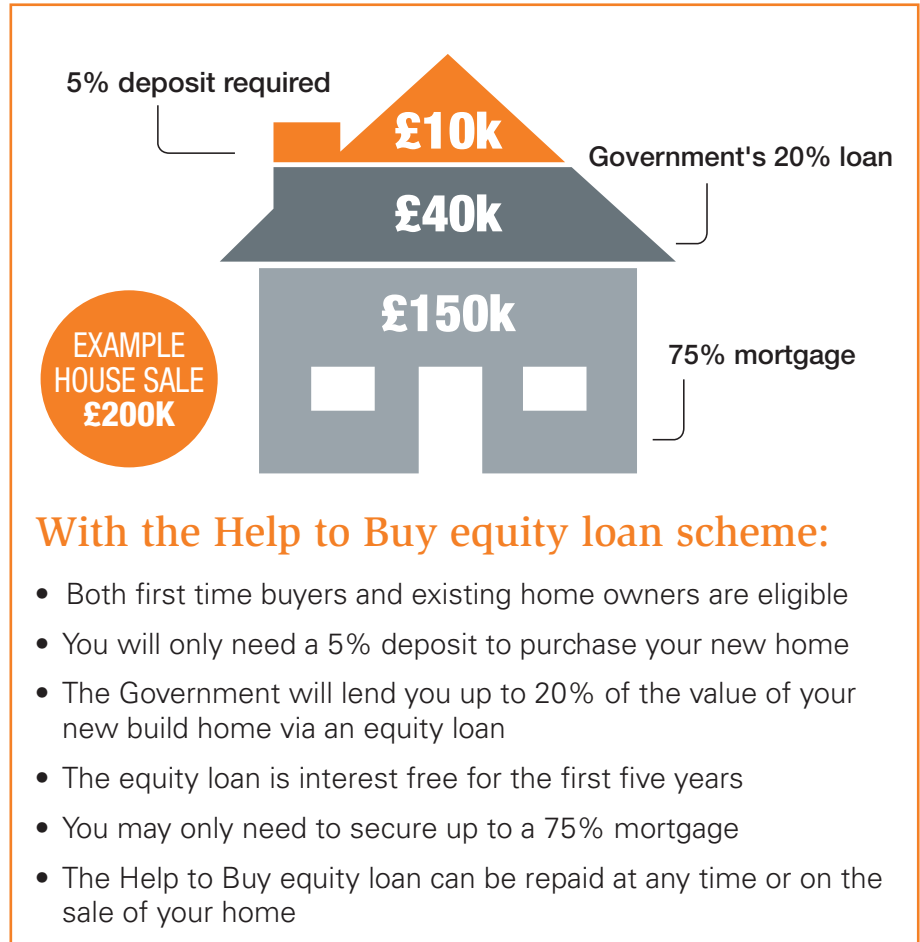 5% deposit required
£10k
Government's 20% loan
£40k
£150k
EXAMPLE
HOUSE SALE
£200K
75% mortgage
With the Help to Buy equity loan scheme:
• Both first time buyers and existing home owners are eligible
• You will only need a 5% deposit to purchase your new home
• The Government will lend you up to 20% of the value of your
new build home via an equity loan
• The equity loan is interest free for the first five years
• You may only need to secure up to a 75% mortgage
• The Help to Buy equity loan can be repaid at any time or on the
sale of your home